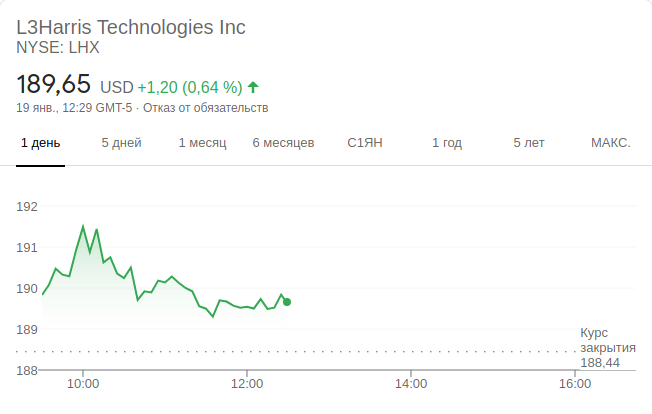 L3Harris Technologies Inc
NYSE: LHX
189,65 USD +1,20 (0,64 %)
19 янв., 12:29 GMT-5 · Отказ от обязательств
1 день 5 дней 1 месяц 6 месяцев С1ЯН 1 год 5 лет МАКС.
192
191
190
189
Курс
закрытия
188,44
188
10:00 12:00 14:00 16:00